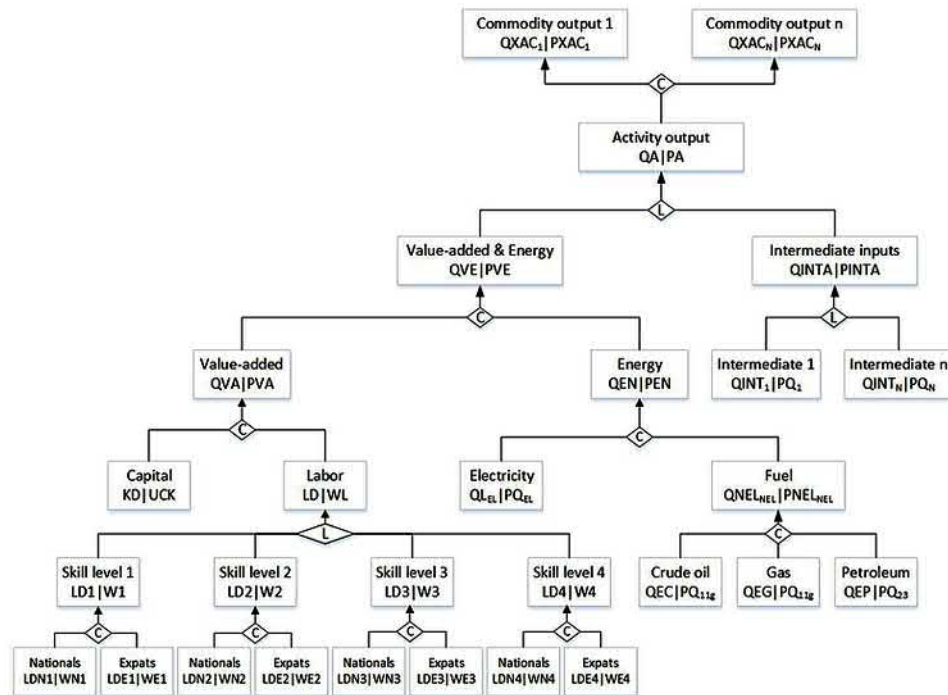 Commodity output 1
QXAC₁|PXAC₁
Commodity output n
QXACN|PXACN
C
Activity output
QA|PA
L
Value-added & Energy
QVE|PVE
Intermediate inputs
QINTA|PINTA
C
L
Value-added
QVA|PVA
Energy
QEN|PEN
Intermediate 1
QINT₁|PQ₁
Intermediate n
QINTN|PQN
C
C
Capital
KD|UCK
Labor
LD|WL
Electricity
QLEL|PQEL
Fuel
QNELNEL|PNELNEL
L
C
Skill level 1
LD1|W1
Skill level 2
LD2|W2
Skill level 3
LD3|W3
Skill level 4
LD4|W4
Crude oil
QEC|PQ₁₁g
Gas
QEG|PQ₁₁g
Petroleum
QEP|PQ₂₃
C
C
C
C
Nationals
LDN1|WN1
Expats
LDE1|WE1
Nationals
LDN2|WN2
Expats
LDE2|WE2
Nationals
LDN3|WN3
Expats
LDE3|WE3
Nationals
LDN4|WN4
Expats
LDE4|WE4